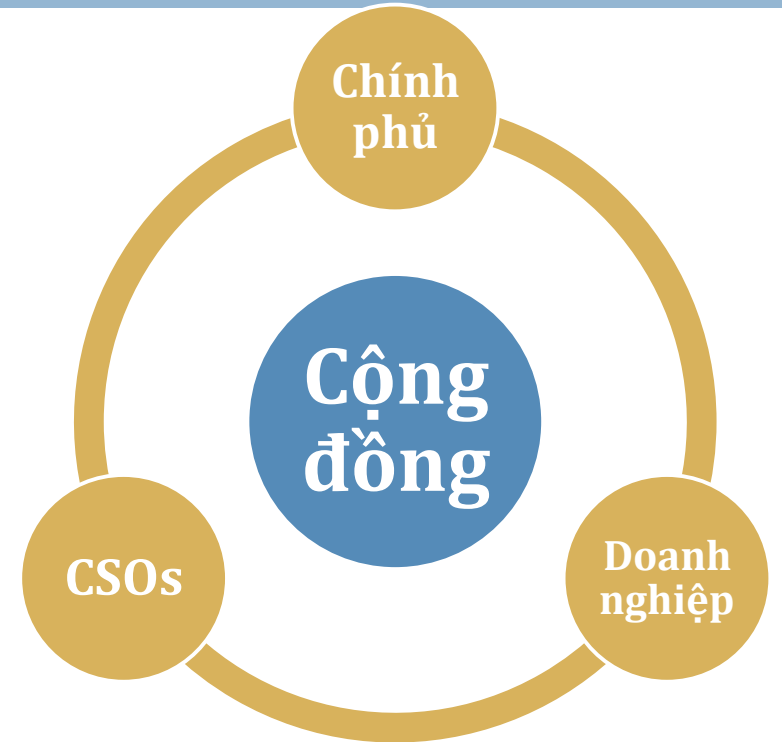 Chính
phủ
Cộng
đồng
CSOs
Doanh
nghiệp